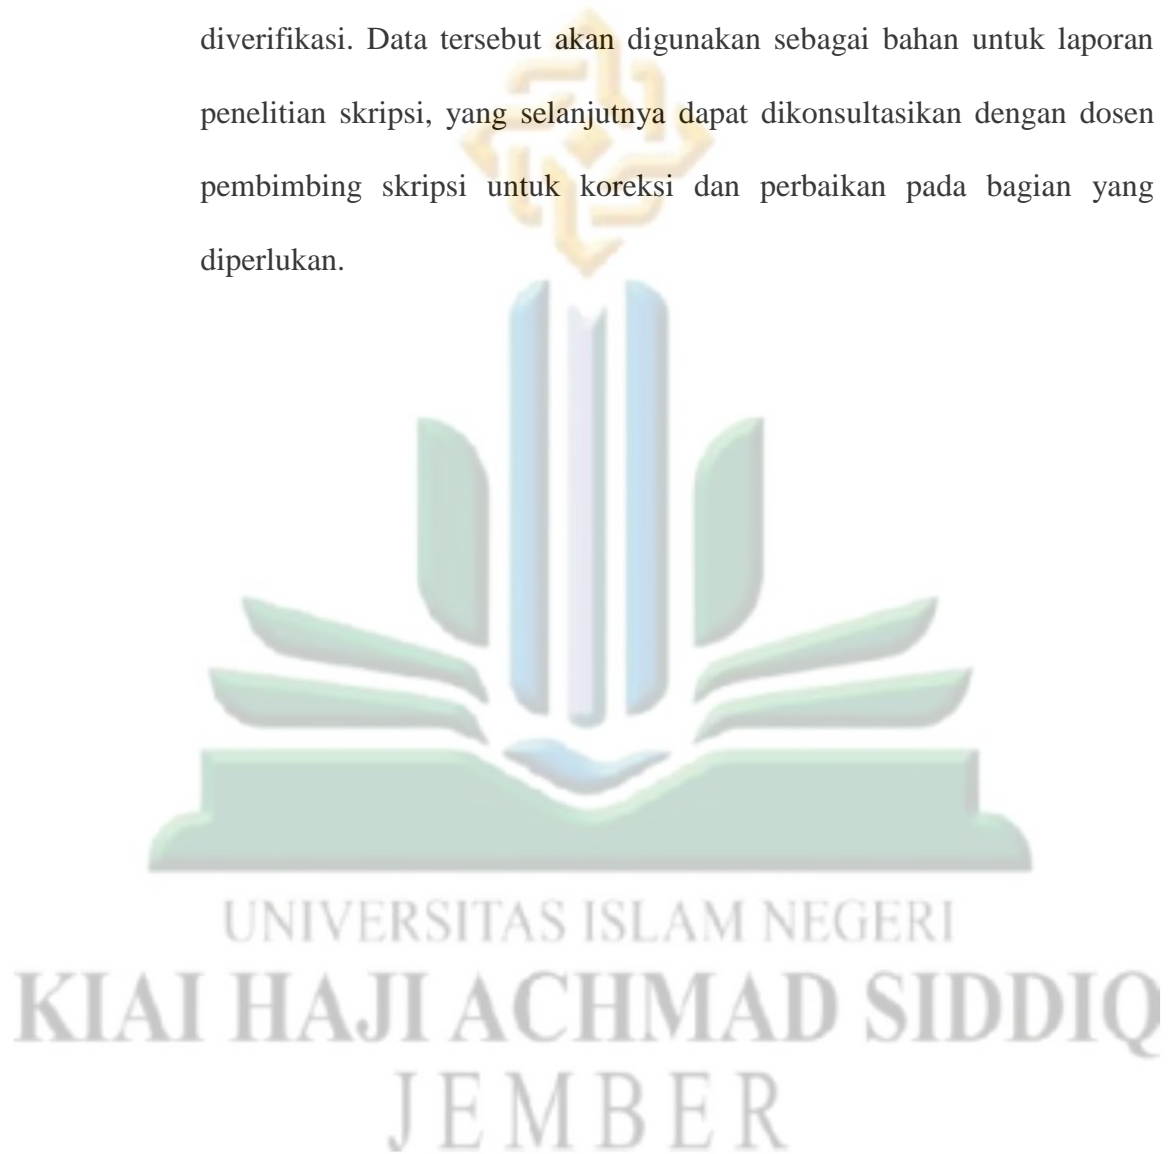 diverifikasi. Data tersebut akan digunakan sebagai bahan untuk laporan
penelitian skripsi, yang selanjutnya dapat dikonsultasikan dengan dosen
pembimbing skripsi untuk koreksi dan perbaikan pada bagian yang
diperlukan.
UNIVERSITAS ISLAM NEGERI
KIAI HAJI ACHMAD SIDDIQ
JEMBER